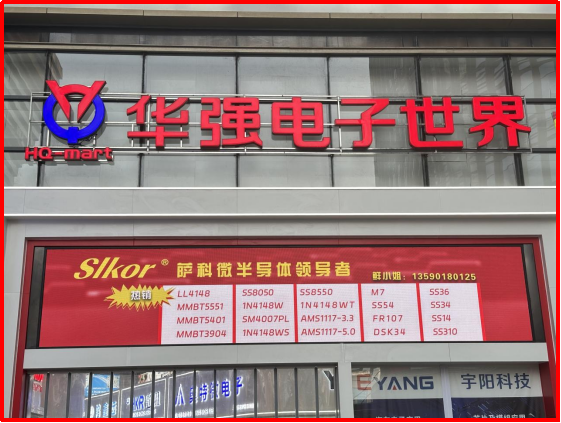 华强电子世界
HQ mart
Slkor® 萨科微半导体领导者 鲜小姐：13590180125
热销
LL4148 SS8050 SS8550 M7 SS36
MMBT5551 1N4148W 1N4148WT SS54 SS34
MMBT5401 SM4007PL AMS1117-3.3 FR107 SS14
MMBT3904 1N4148WS AMS1117-5.0 DSK34 SS310
EYANG 宇阳科技